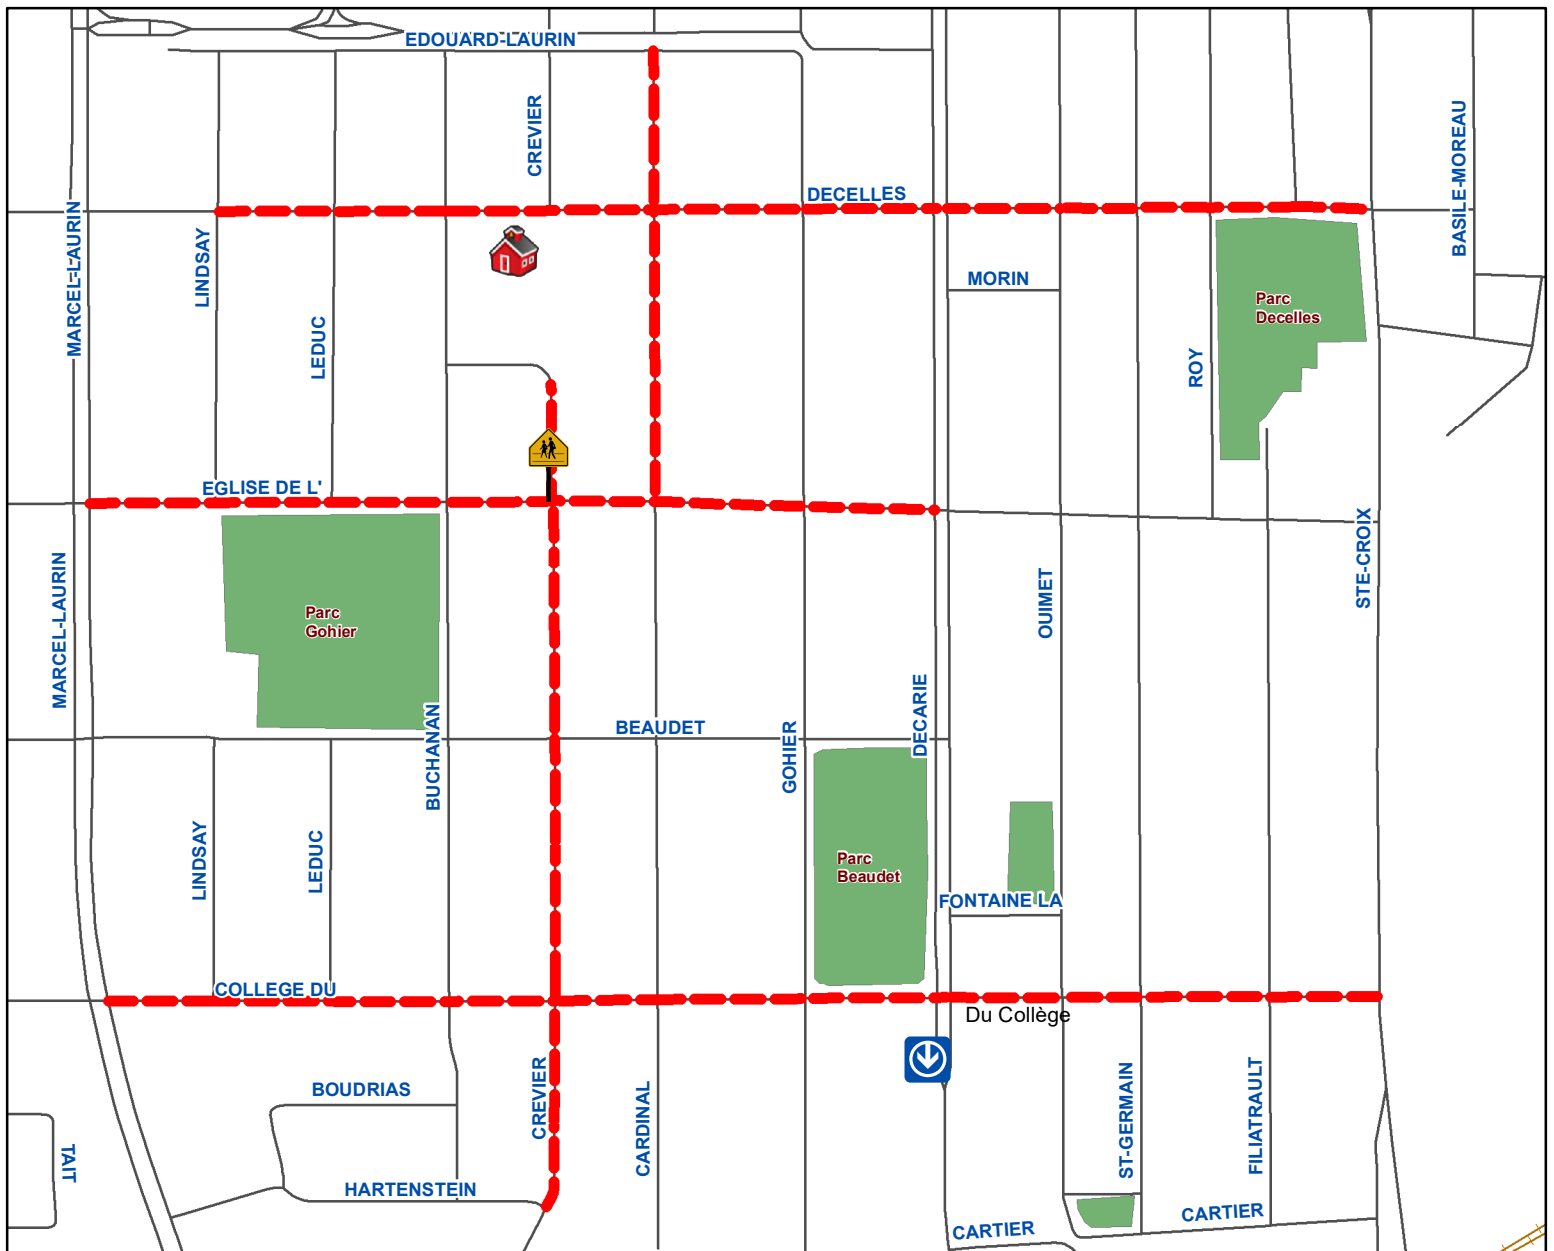 EDOUARD-LAURIN
CREVIER
BASILE-MOREAU
DECELLES
MARCEL-LAURIN
LINDSAY
MORIN
Parc
Decelles
LEDUC
ROY
EGLISE DE L'
STE-CROIX
MARCEL-LAURIN
OUIMET
Parc
Gohier
DECARIE
BUCHANAN
BEAUDET
GOHIER
LINDSAY
LEDUC
Parc
Beaudet
FONTAINE LA
COLLEGE DU
Du Collège
CREVIER
ST-GERMAIN
FILIATRAULT
BOUDRIAS
CARDINAL
TAIT
HARTENSTEIN
CARTIER
CARTIER